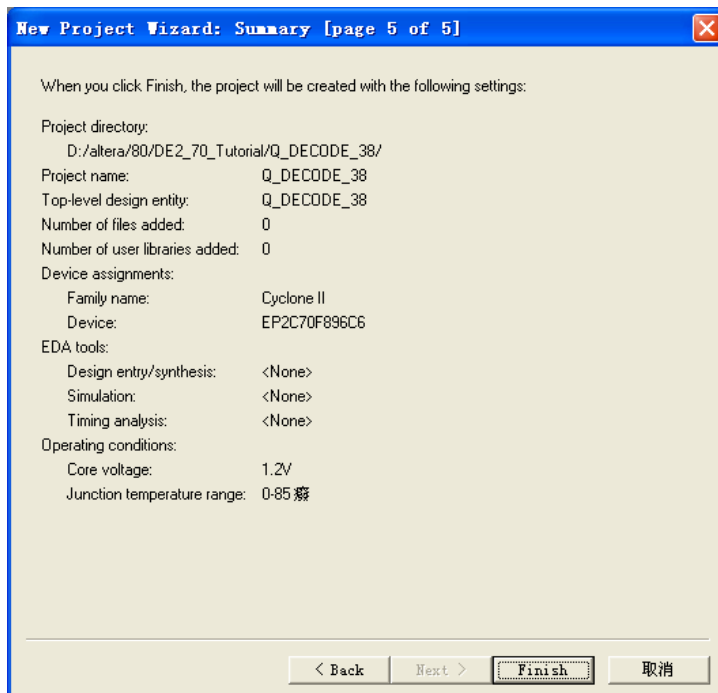 New Project Wizard: Summary [page 5 of 5]
When you click Finish, the project will be created with the following settings:
Project directory:
D:/altera/80/DE2_70_Tutorial/Q_DECODE_38/
Project name: Q_DECODE_38
Top-level design entity: Q_DECODE_38
Number of files added: 0
Number of user libraries added: 0
Device assignments:
Family name: Cyclone II
Device: EP2C70F896C6
EDA tools:
Design entry/synthesis: <None>
Simulation: <None>
Timing analysis: <None>
Operating conditions:
Core voltage: 1.2V
Junction temperature range: 0-85 癈
< Back Next > Finish 取消